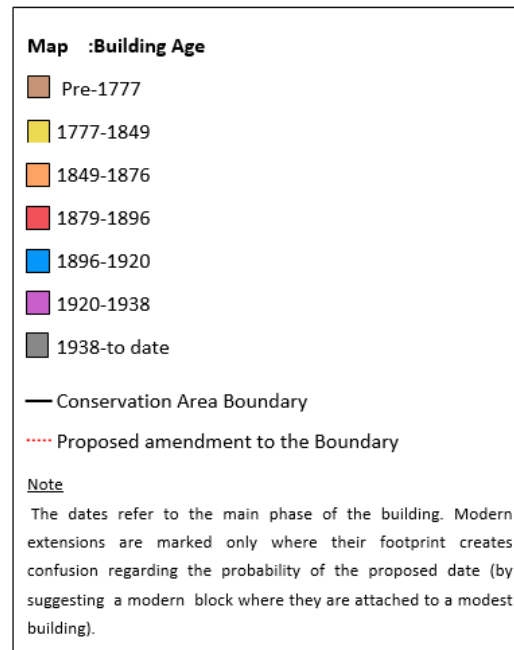 Map :Building Age
Pre-1777
1777-1849
1849-1876
1879-1896
1896-1920
1920-1938
1938-to date
Conservation Area Boundary
Proposed amendment to the Boundary
Note
The dates refer to the main phase of the building. Modern
extensions are marked only where their footprint creates
confusion regarding the probability of the proposed date (by
suggesting a modern block where they are attached to a modest
building).